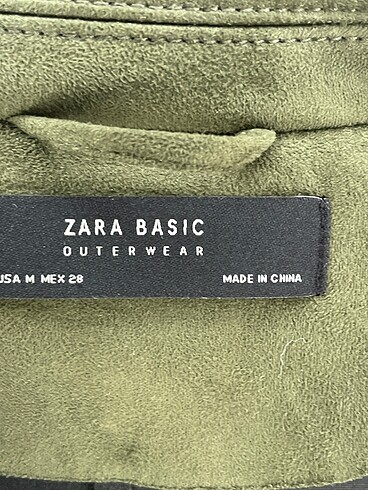 ZARA BASIC
OUTERWEAR
USA M MEX 28 MADE IN CHINA